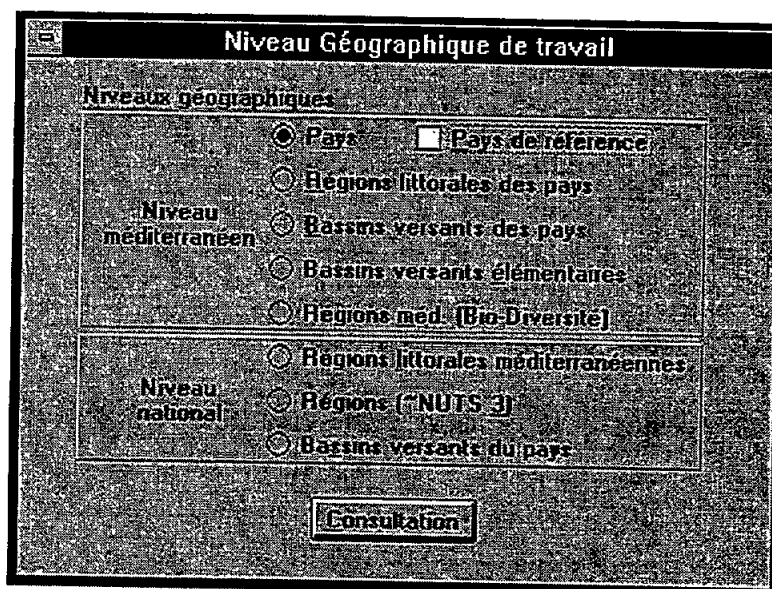 Niveau Géographique de travail
Niveaux géographiques
Niveau méditerranéen
Pays
Pays de référence
Régions littorales des pays
Bassins versants des pays
Bassins versants élémentaires
Régions méd. (Bio-Diversité)
Niveau national
Régions littorales méditerranéennes
Régions (~NUTS 3)
Bassins versants du pays
Consultation